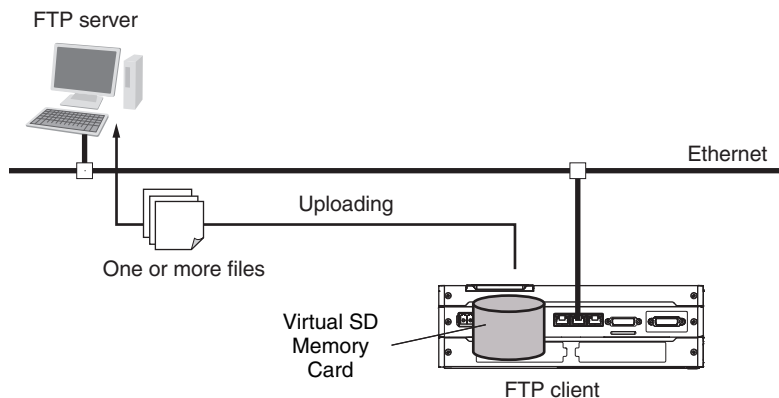 FTP server
Ethernet
Uploading
One or more files
Virtual SD
Memory
Card
FTP client